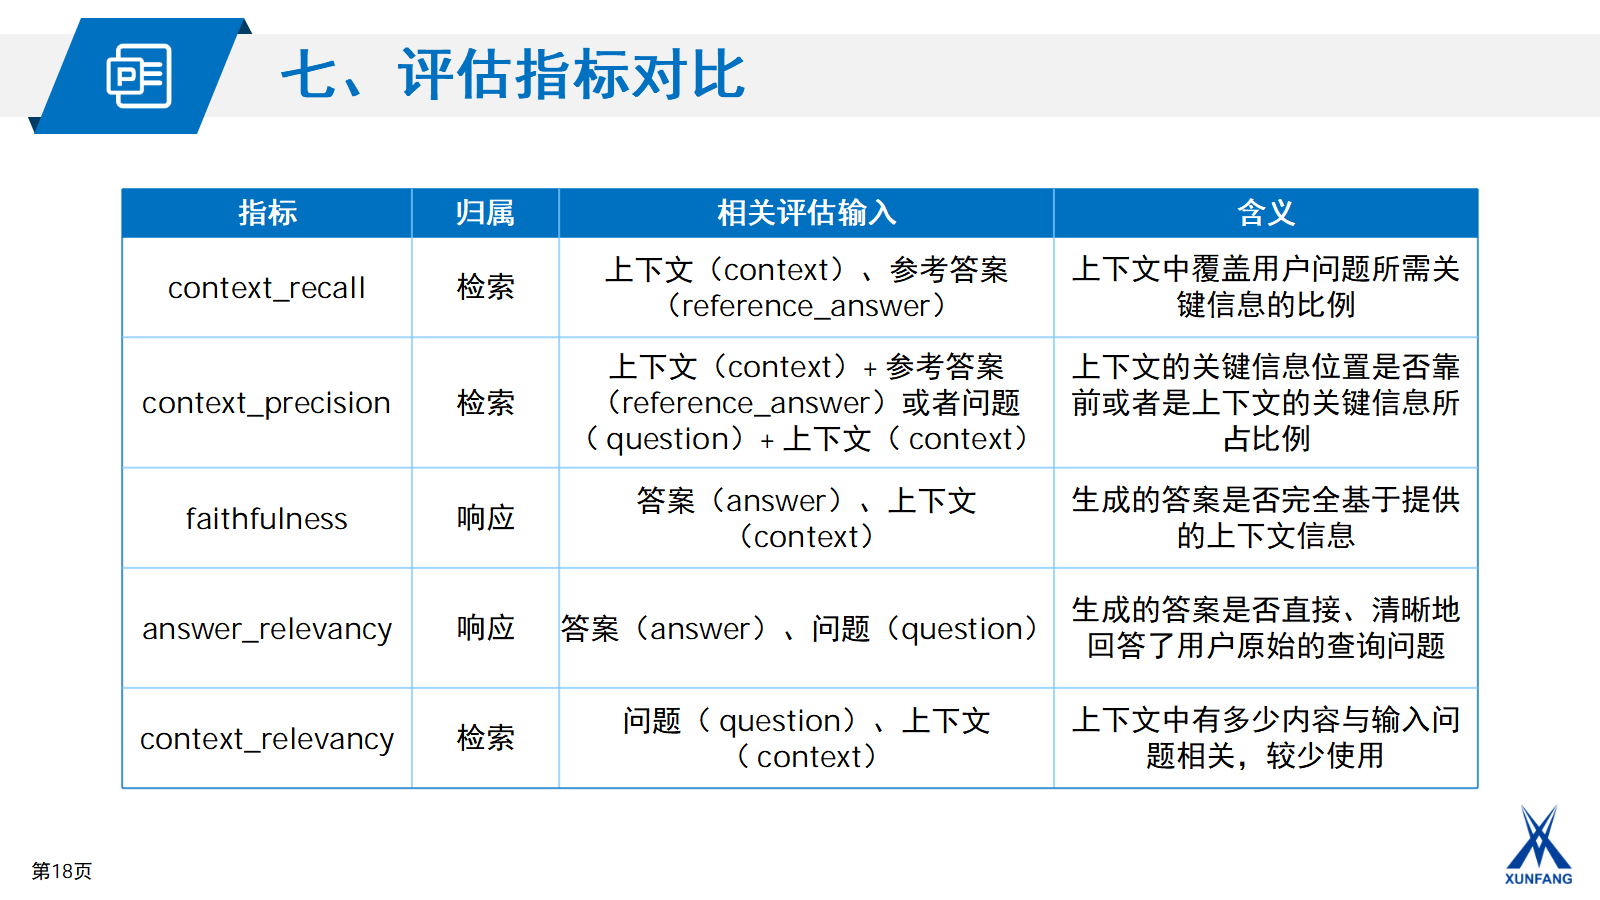 七、评估指标对比
指标
归属
相关评估输入
含义
context_recall
检索
上下文（context）、参考答案
（reference_answer）
上下文中覆盖用户问题所需关
键信息的比例
context_precision
检索
上下文（context）+ 参考答案
（reference_answer）或者问题
（ question）+ 上下文（ context）
上下文的关键信息位置是否靠
前或者是上下文的关键信息所
占比例
faithfulness
响应
答案（answer）、上下文
（context）
生成的答案是否完全基于提供
的上下文信息
answer_relevancy
响应
答案（answer）、问题（question）
生成的答案是否直接、清晰地
回答了用户原始的查询问题
context_relevancy
检索
问题（ question）、上下文
（ context）
上下文中有多少内容与输入问
题相关，较少使用
第18页
XUNFANG